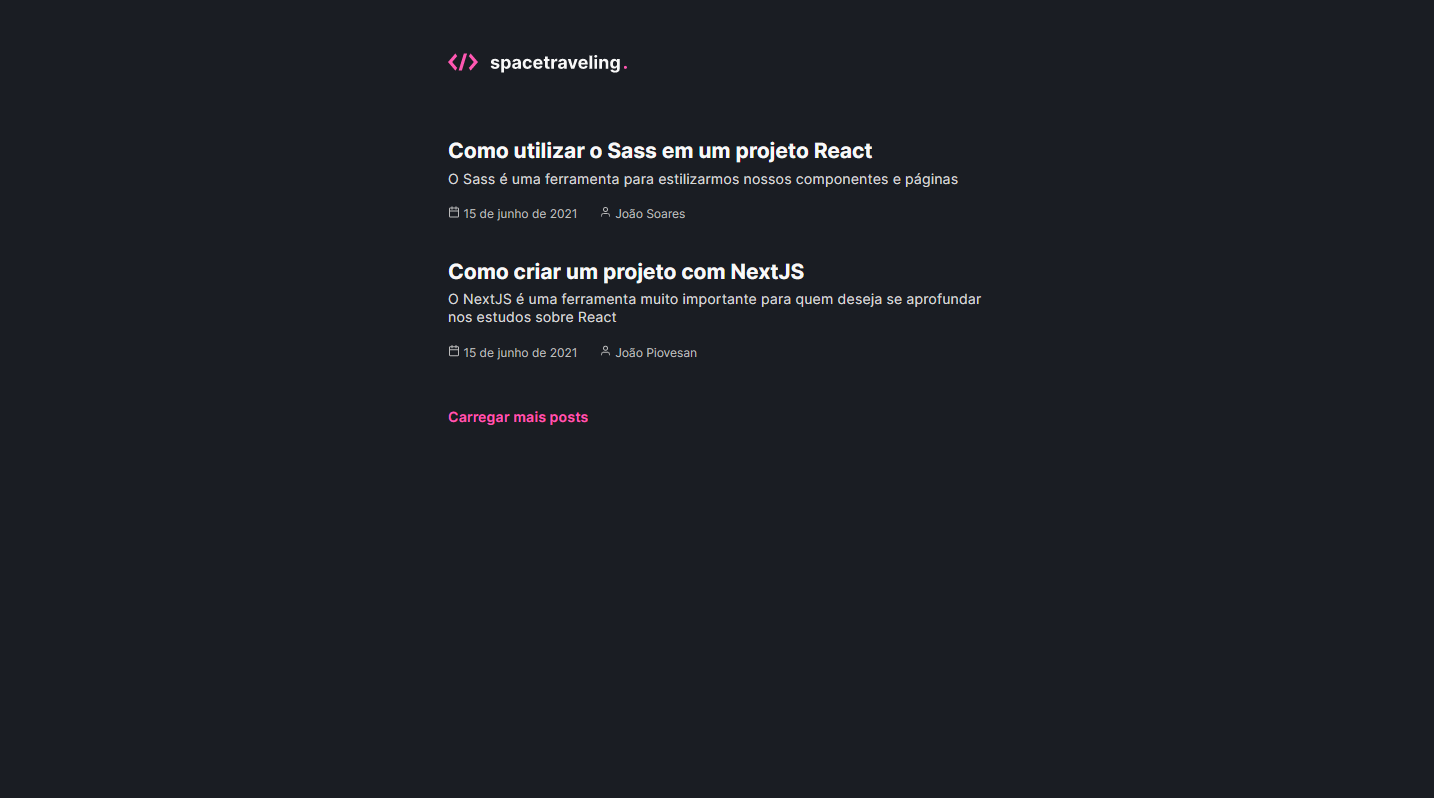 </> spacetraveling.
Como utilizar o Sass em um projeto React
O Sass é uma ferramenta para estilizarmos nossos componentes e páginas
15 de junho de 2021 João Soares
Como criar um projeto com NextJS
O NextJS é uma ferramenta muito importante para quem deseja se aprofundar
nos estudos sobre React
15 de junho de 2021 João Piovesan
Carregar mais posts